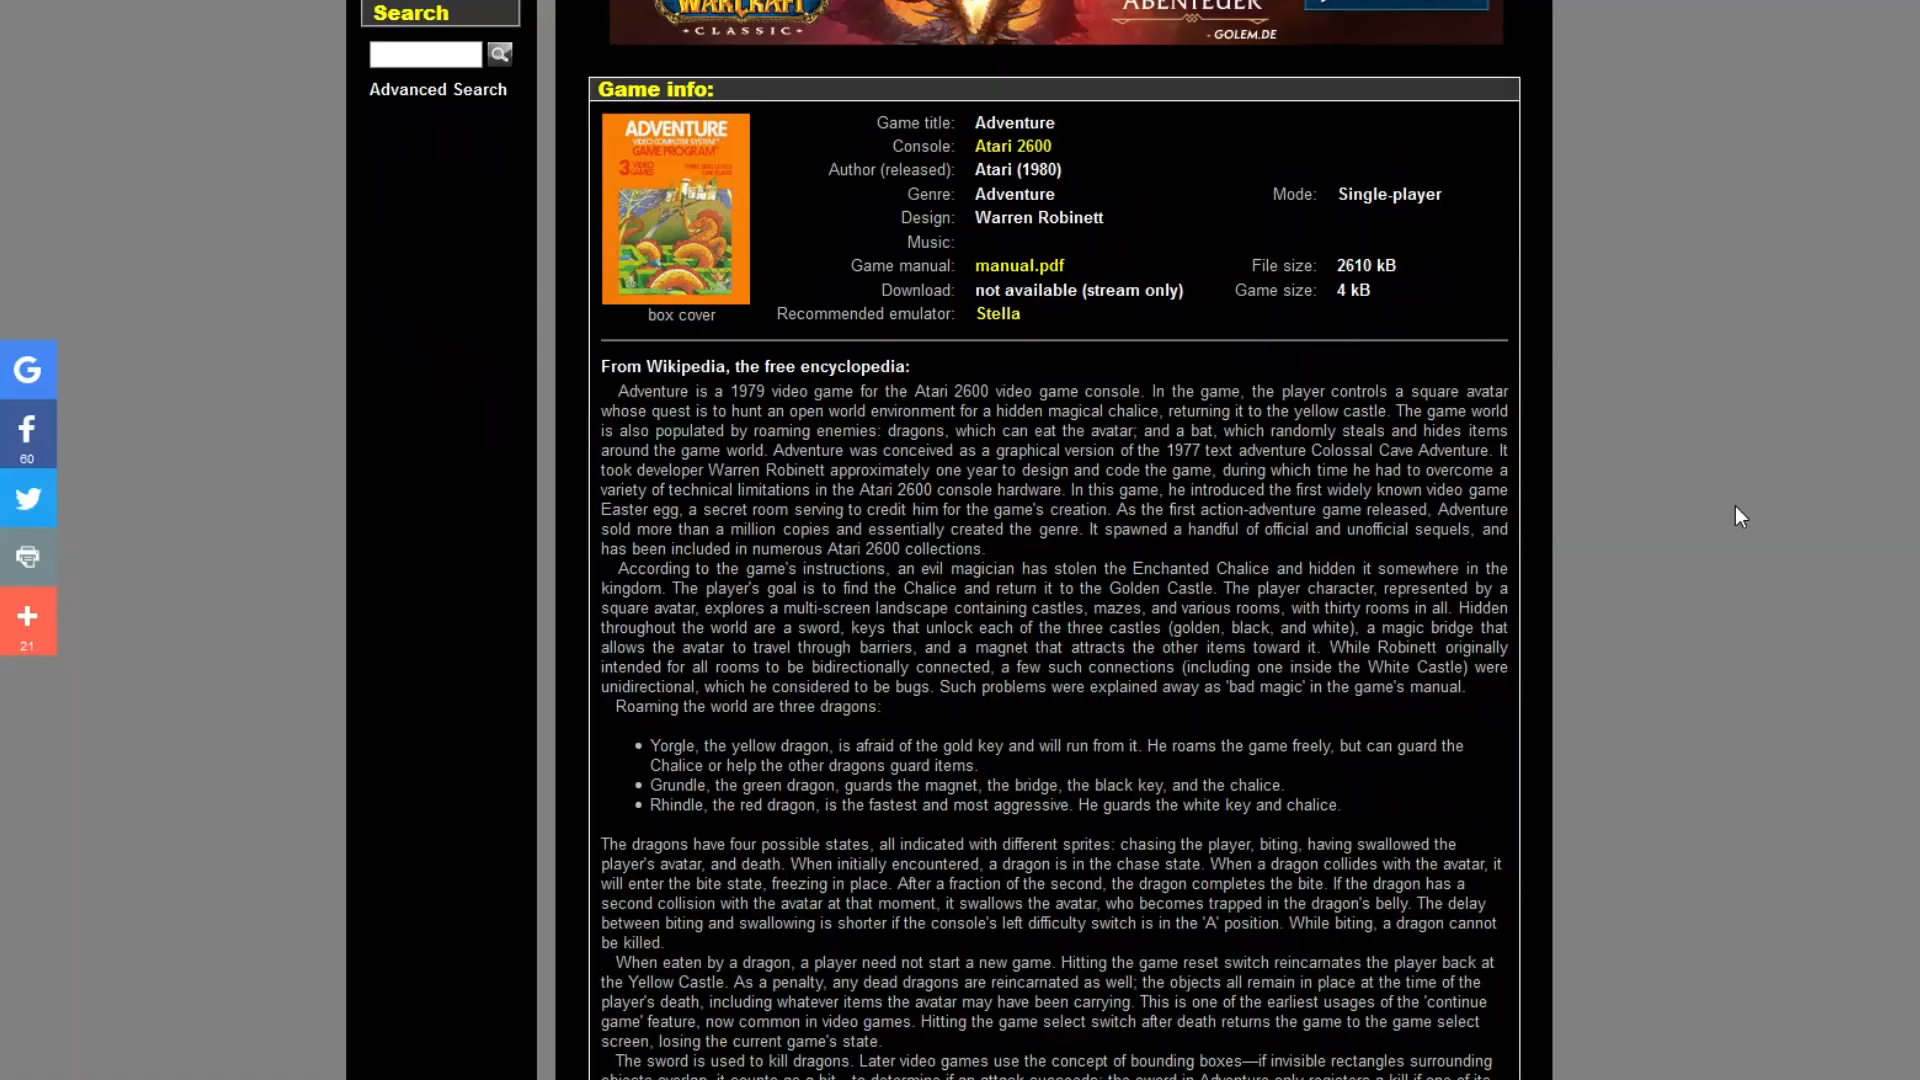 Search
WARCRAFT
CLASSIC
ABENTEUER
- GOLEM.DE
Advanced Search
Game info:
ADVENTURE
VIDEO COMPUTER SYSTEM
GAME PROGRAM
3 VIDEO GAMES
box cover
Game title: Adventure
Console: Atari 2600
Author (released): Atari (1980)
Genre: Adventure Mode: Single-player
Design: Warren Robinett
Music:
Game manual: manual.pdf File size: 2610 kB
Download: not available (stream only) Game size: 4 kB
Recommended emulator: Stella
60
21
From Wikipedia, the free encyclopedia:
Adventure is a 1979 video game for the Atari 2600 video game console. In the game, the player controls a square avatar
whose quest is to hunt an open world environment for a hidden magical chalice, returning it to the yellow castle. The game world
is also populated by roaming enemies: dragons, which can eat the avatar; and a bat, which randomly steals and hides items
around the game world. Adventure was conceived as a graphical version of the 1977 text adventure Colossal Cave Adventure. It
took developer Warren Robinett approximately one year to design and code the game, during which time he had to overcome a
variety of technical limitations in the Atari 2600 console hardware. In this game, he introduced the first widely known video game
Easter egg, a secret room serving to credit him for the game's creation. As the first action-adventure game released, Adventure
sold more than a million copies and essentially created the genre. It spawned a handful of official and unofficial sequels, and
has been included in numerous Atari 2600 collections.
According to the game's instructions, an evil magician has stolen the Enchanted Chalice and hidden it somewhere in the
kingdom. The player's goal is to find the Chalice and return it to the Golden Castle. The player character, represented by a
square avatar, explores a multi-screen landscape containing castles, mazes, and various rooms, with thirty rooms in all. Hidden
throughout the world are a sword, keys that unlock each of the three castles (golden, black, and white), a magic bridge that
allows the avatar to travel through barriers, and a magnet that attracts the other items toward it. While Robinett originally
intended for all rooms to be bidirectionally connected, a few such connections (including one inside the White Castle) were
unidirectional, which he considered to be bugs. Such problems were explained away as 'bad magic' in the game's manual.
Roaming the world are three dragons:
• Yorgle, the yellow dragon, is afraid of the gold key and will run from it. He roams the game freely, but can guard the
Chalice or help the other dragons guard items.
• Grundle, the green dragon, guards the magnet, the bridge, the black key, and the chalice.
• Rhindle, the red dragon, is the fastest and most aggressive. He guards the white key and chalice.
The dragons have four possible states, all indicated with different sprites: chasing the player, biting, having swallowed the
player's avatar, and death. When initially encountered, a dragon is in the chase state. When a dragon collides with the avatar, it
will enter the bite state, freezing in place. After a fraction of the second, the dragon completes the bite. If the dragon has a
second collision with the avatar at that moment, it swallows the avatar, who becomes trapped in the dragon's belly. The delay
between biting and swallowing is shorter if the console's left difficulty switch is in the 'A' position. While biting, a dragon cannot
be killed.
When eaten by a dragon, a player need not start a new game. Hitting the game reset switch reincarnates the player back at
the Yellow Castle. As a penalty, any dead dragons are reincarnated as well; the objects all remain in place at the time of the
player's death, including whatever items the avatar may have been carrying. This is one of the earliest usages of the 'continue
game' feature, now common in video games. Hitting the game select switch after death returns the game to the game select
screen, losing the current game's state.
The sword is used to kill dragons. Later video games use the concept of bounding boxes—if invisible rectangles surrounding